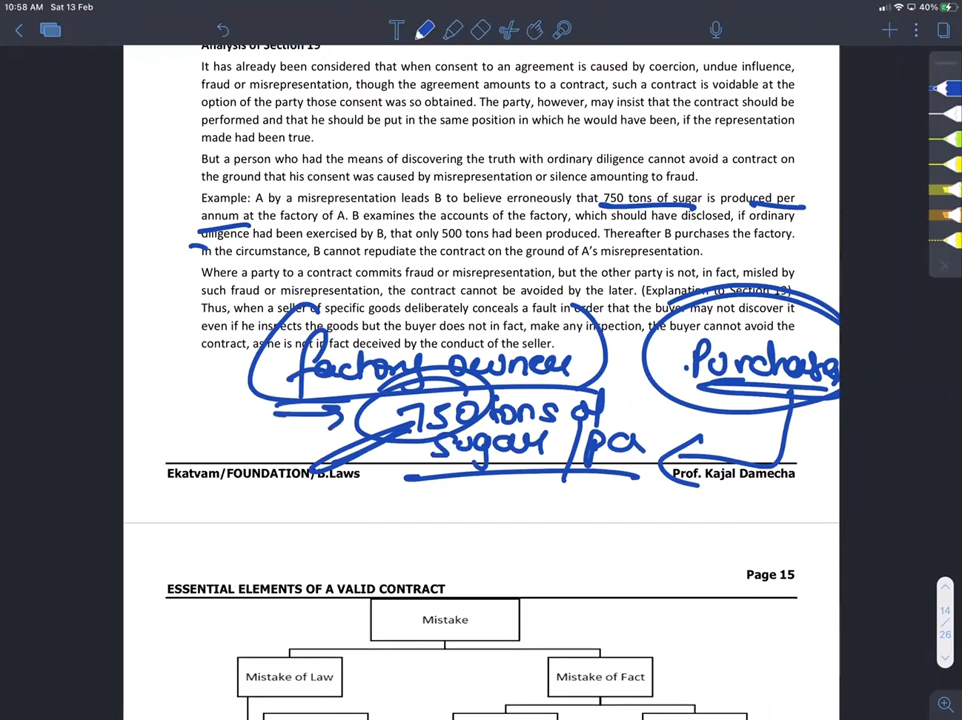 10:58 AM Sat 13 Feb
40%
Analysis of Section 19
It has already been considered that when consent to an agreement is caused by coercion, undue influence,
fraud or misrepresentation, though the agreement amounts to a contract, such a contract is voidable at the
option of the party those consent was so obtained. The party, however, may insist that the contract should be
performed and that he should be put in the same position in which he would have been, if the representation
made had been true.
But a person who had the means of discovering the truth with ordinary diligence cannot avoid a contract on
the ground that his consent was caused by misrepresentation or silence amounting to fraud.
Example: A by a misrepresentation leads B to believe erroneously that 750 tons of sugar is produced per
annum at the factory of A. B examines the accounts of the factory, which should have disclosed, if ordinary
diligence had been exercised by B, that only 500 tons had been produced. Thereafter B purchases the factory.
In the circumstance, B cannot repudiate the contract on the ground of A's misrepresentation.
Where a party to a contract commits fraud or misrepresentation, but the other party is not, in fact, misled by
such fraud or misrepresentation, the contract cannot be avoided by the later. (Explanation to Section 19)
Thus, when a seller of specific goods deliberately conceals a fault in order that the buyer may not discover it
even if he inspects the goods but the buyer does not in fact, make any inspection, the buyer cannot avoid the
contract, as he is not in fact deceived by the conduct of the seller.
factory owner
Purchase
750 tons of
sugar / pa
Ekatvam/FOUNDATION/B.Laws
Prof. Kajal Damecha
Page 15
ESSENTIAL ELEMENTS OF A VALID CONTRACT
Mistake
Mistake of Law
Mistake of Fact
14
/
26